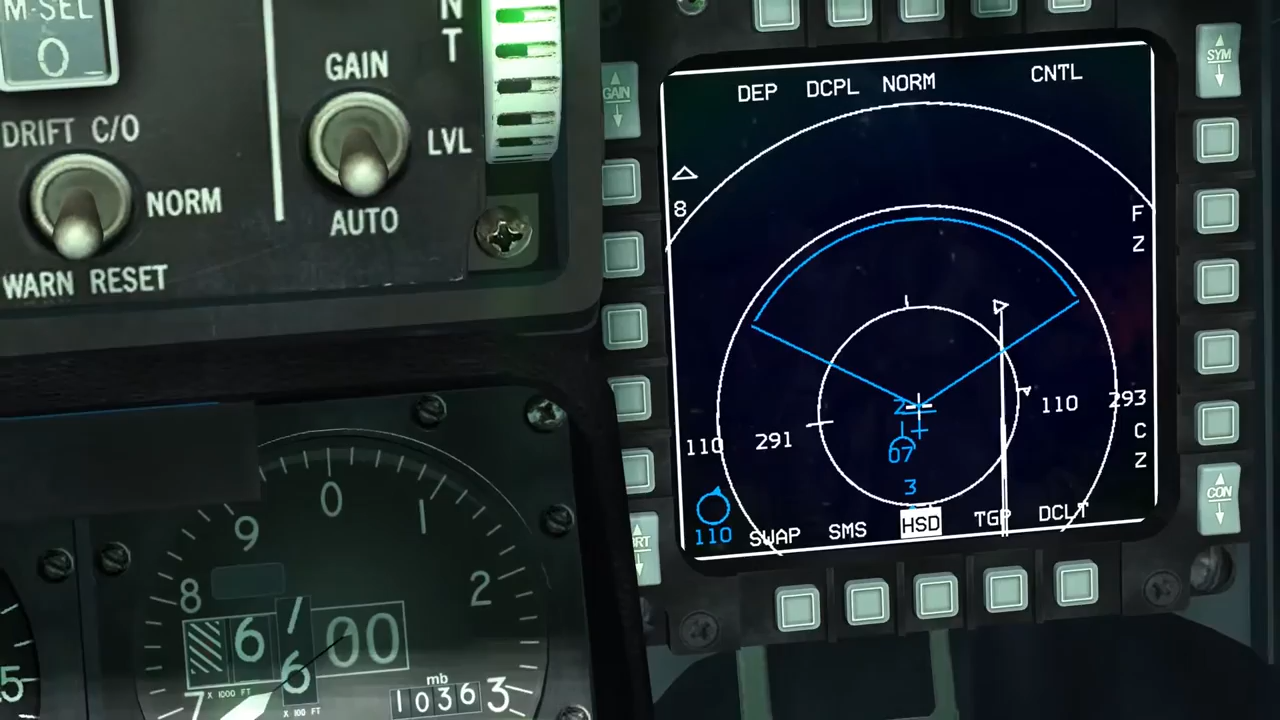 M-SEL
0
DRIFT C/O
NORM
WARN RESET
GAIN
LVL
AUTO
N
T
GAIN
SYM
DEP DCPL NORM CNTL
8
F
Z
110 291
110 293
C
Z
07
3
110
SWAP SMS HSD TGP DCLT
CON
0
1
2
3
7
8
9
6 6 00
X 1000 FT
X 100 FT
mb
1036
5